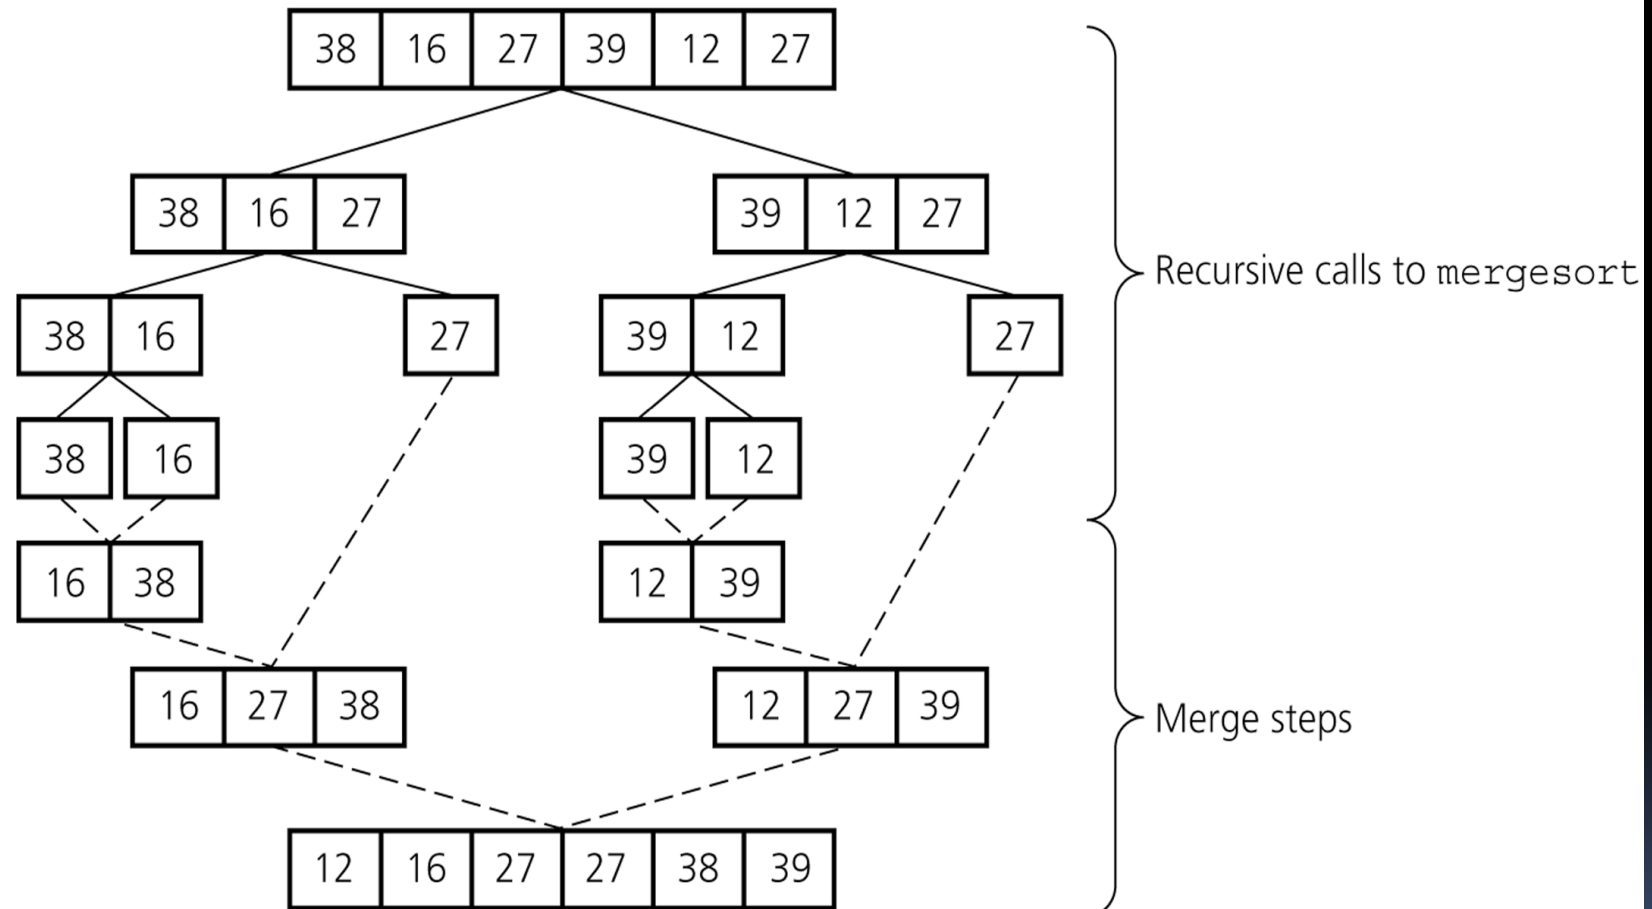 38 16 27 39 12 27
38 16 27 39 12 27
38 16 27 39 12 27
38 16 39 12
16 38 12 39
16 27 38 12 27 39
12 16 27 27 38 39
Recursive calls to mergesort
Merge steps